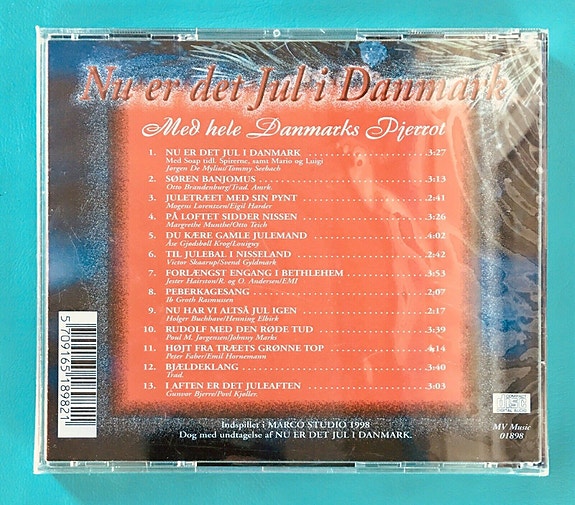 Nu er det Jul i Danmark
Med hele Danmarks Pjerrot
1. NU ER DET JUL I DANMARK 3:27
Med Soap tidl. Spirerne, samt Mario og Luigi
Jørgen De Mylius/Tommy Seebach
2. SØREN BANJOMUS 3:13
Otto Brandenburg/Trad. Amrk.
3. JULETRÆET MED SIN PYNT 2:41
Mogens Lorentzen/Egil Harder
4. PÅ LOFTET SIDDER NISSEN 3:26
Margrethe Munthe/Otto Teich
5. DU KÆRE GAMLE JULEMAND 4:02
Åse Gjødsbøll Krog/Louiguy
6. TIL JULEBAL I NISSELAND 2:42
Victor Skaarup/Svend Gyldmark
7. FORLÆNGST ENGANG I BETHLEHEM 3:53
Jester Hairston/R. og O. Andersen/EMI
8. PEBERKAGESANG 2:07
Ib Groth Rasmussen
9. NU HAR VI ALTSÅ JUL IGEN 2:17
Holger Buchhave/Henning Elbirk
10. RUDOLF MED DEN RØDE TUD 3:39
Poul M. Jørgensen/Johnny Marks
11. HØJT FRA TRÆETS GRØNNE TOP 4:14
Peter Faber/Emil Hornemann
12. BJÆLDEKLANG 3:40
Trad.
13. I AFTEN ER DET JULEAFTEN 3:03
Gunvor Bjerre/Povl Kjøller.
Indspillet i MARCO STUDIO 1998
Dog med undtagelse af NU ER DET JUL I DANMARK.
5709165189821
COMPACT
disc
DIGITAL AUDIO
MV Music
01898